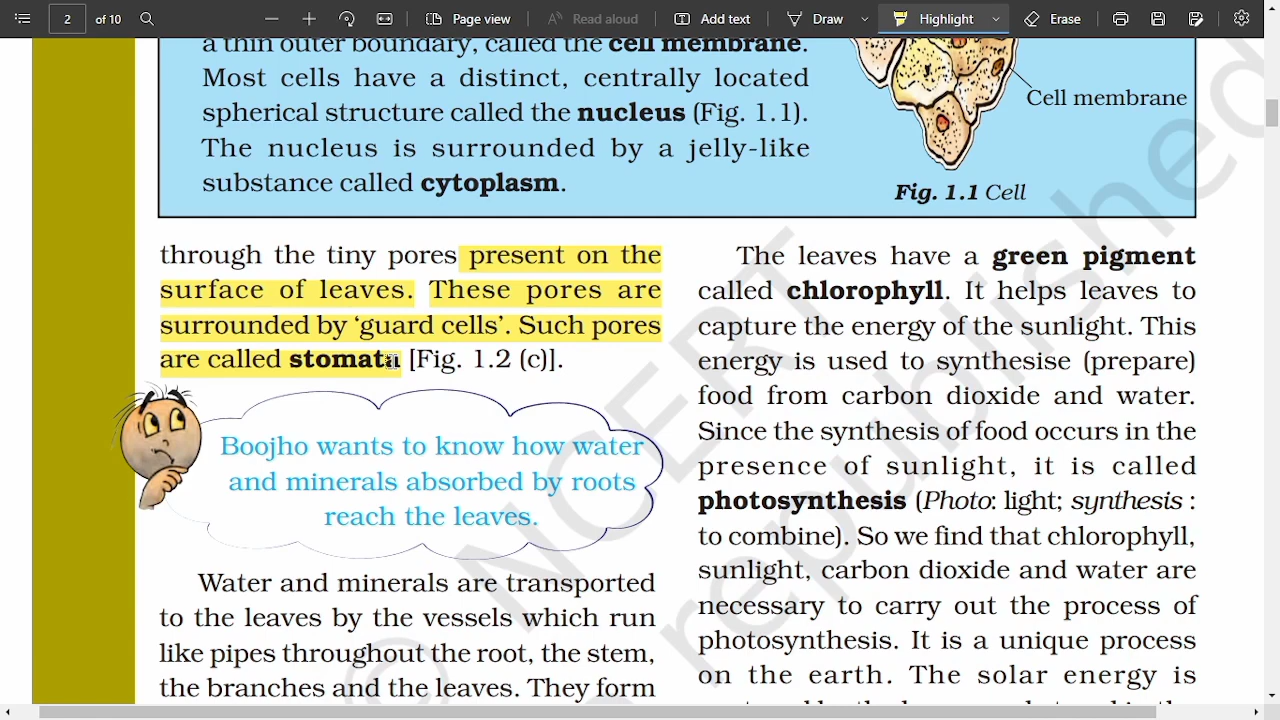 2
of 10
Page view
Read aloud
Add text
Draw
Highlight
Erase
a thin outer boundary, called the cell membrane.
Most cells have a distinct, centrally located
spherical structure called the nucleus (Fig. 1.1).
The nucleus is surrounded by a jelly-like
substance called cytoplasm.
Cell membrane
Fig. 1.1 Cell
through the tiny pores present on the
surface of leaves. These pores are
surrounded by ‘guard cells’. Such pores
are called stomata [Fig. 1.2 (c)].
Boojho wants to know how water
and minerals absorbed by roots
reach the leaves.
Water and minerals are transported
to the leaves by the vessels which run
like pipes throughout the root, the stem,
the branches and the leaves. They form
The leaves have a green pigment
called chlorophyll. It helps leaves to
capture the energy of the sunlight. This
energy is used to synthesise (prepare)
food from carbon dioxide and water.
Since the synthesis of food occurs in the
presence of sunlight, it is called
photosynthesis (Photo: light; synthesis :
to combine). So we find that chlorophyll,
sunlight, carbon dioxide and water are
necessary to carry out the process of
photosynthesis. It is a unique process
on the earth. The solar energy is
© NCERT
republished